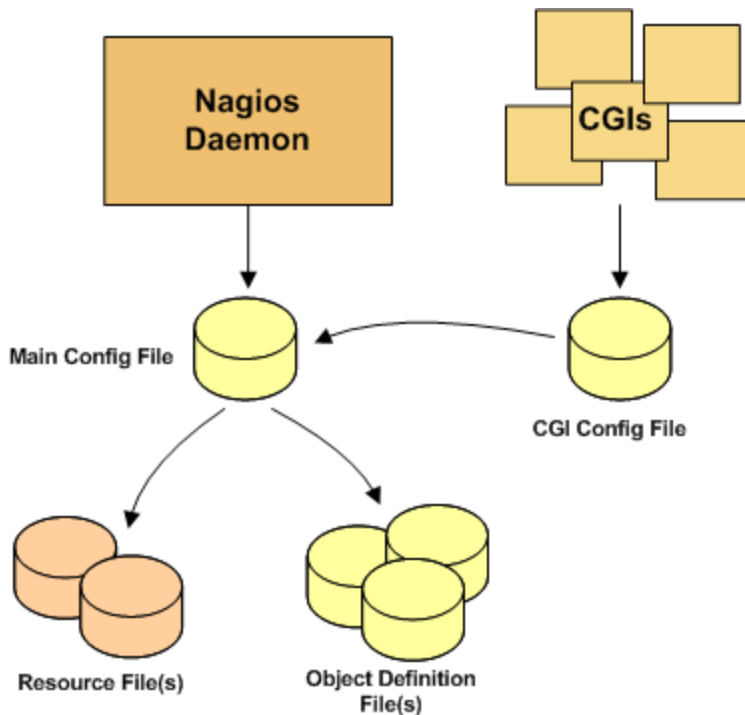 Nagios
Daemon
CGIs
Main Config File
CGI Config File
Resource File(s)
Object Definition
File(s)